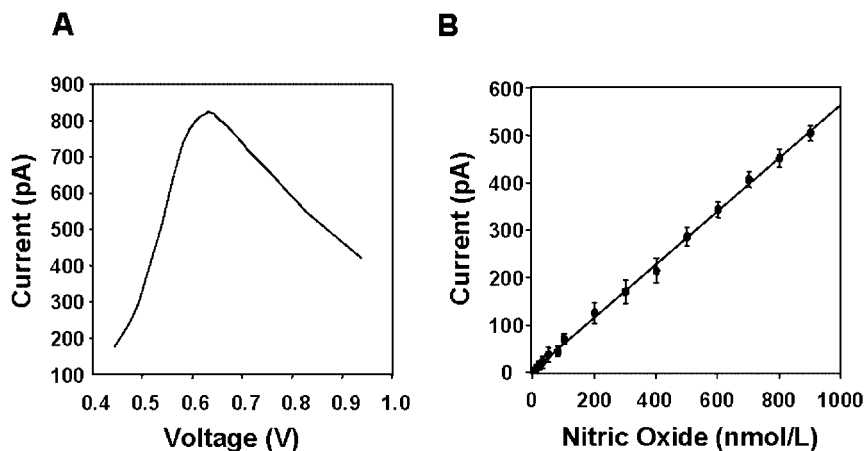 A
Current (pA)
900
800
700
600
500
400
300
200
100
0.4 0.5 0.6 0.7 0.8 0.9 1.0
Voltage (V)
B
Current (pA)
600
500
400
300
200
100
0
0 200 400 600 800 1000
Nitric Oxide (nmol/L)